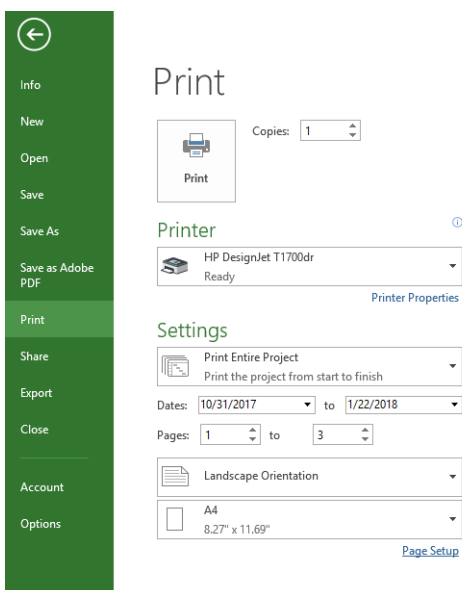 Info
New
Open
Save
Save As
Save as Adobe
PDF
Print
Share
Export
Close
Account
Options
Print
Copies: 1
Print
Printer
HP DesignJet T1700dr
Ready
Printer Properties
Settings
Print Entire Project
Print the project from start to finish
Dates: 10/31/2017 to 1/22/2018
Pages: 1 to 3
Landscape Orientation
A4
8.27" x 11.69"
Page Setup